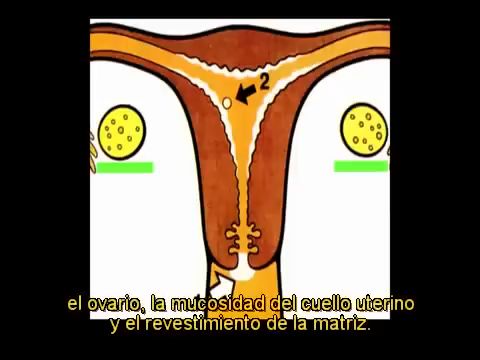 2
el ovario, la mucosidad del cuello uterino
y el revestimiento de la matriz.